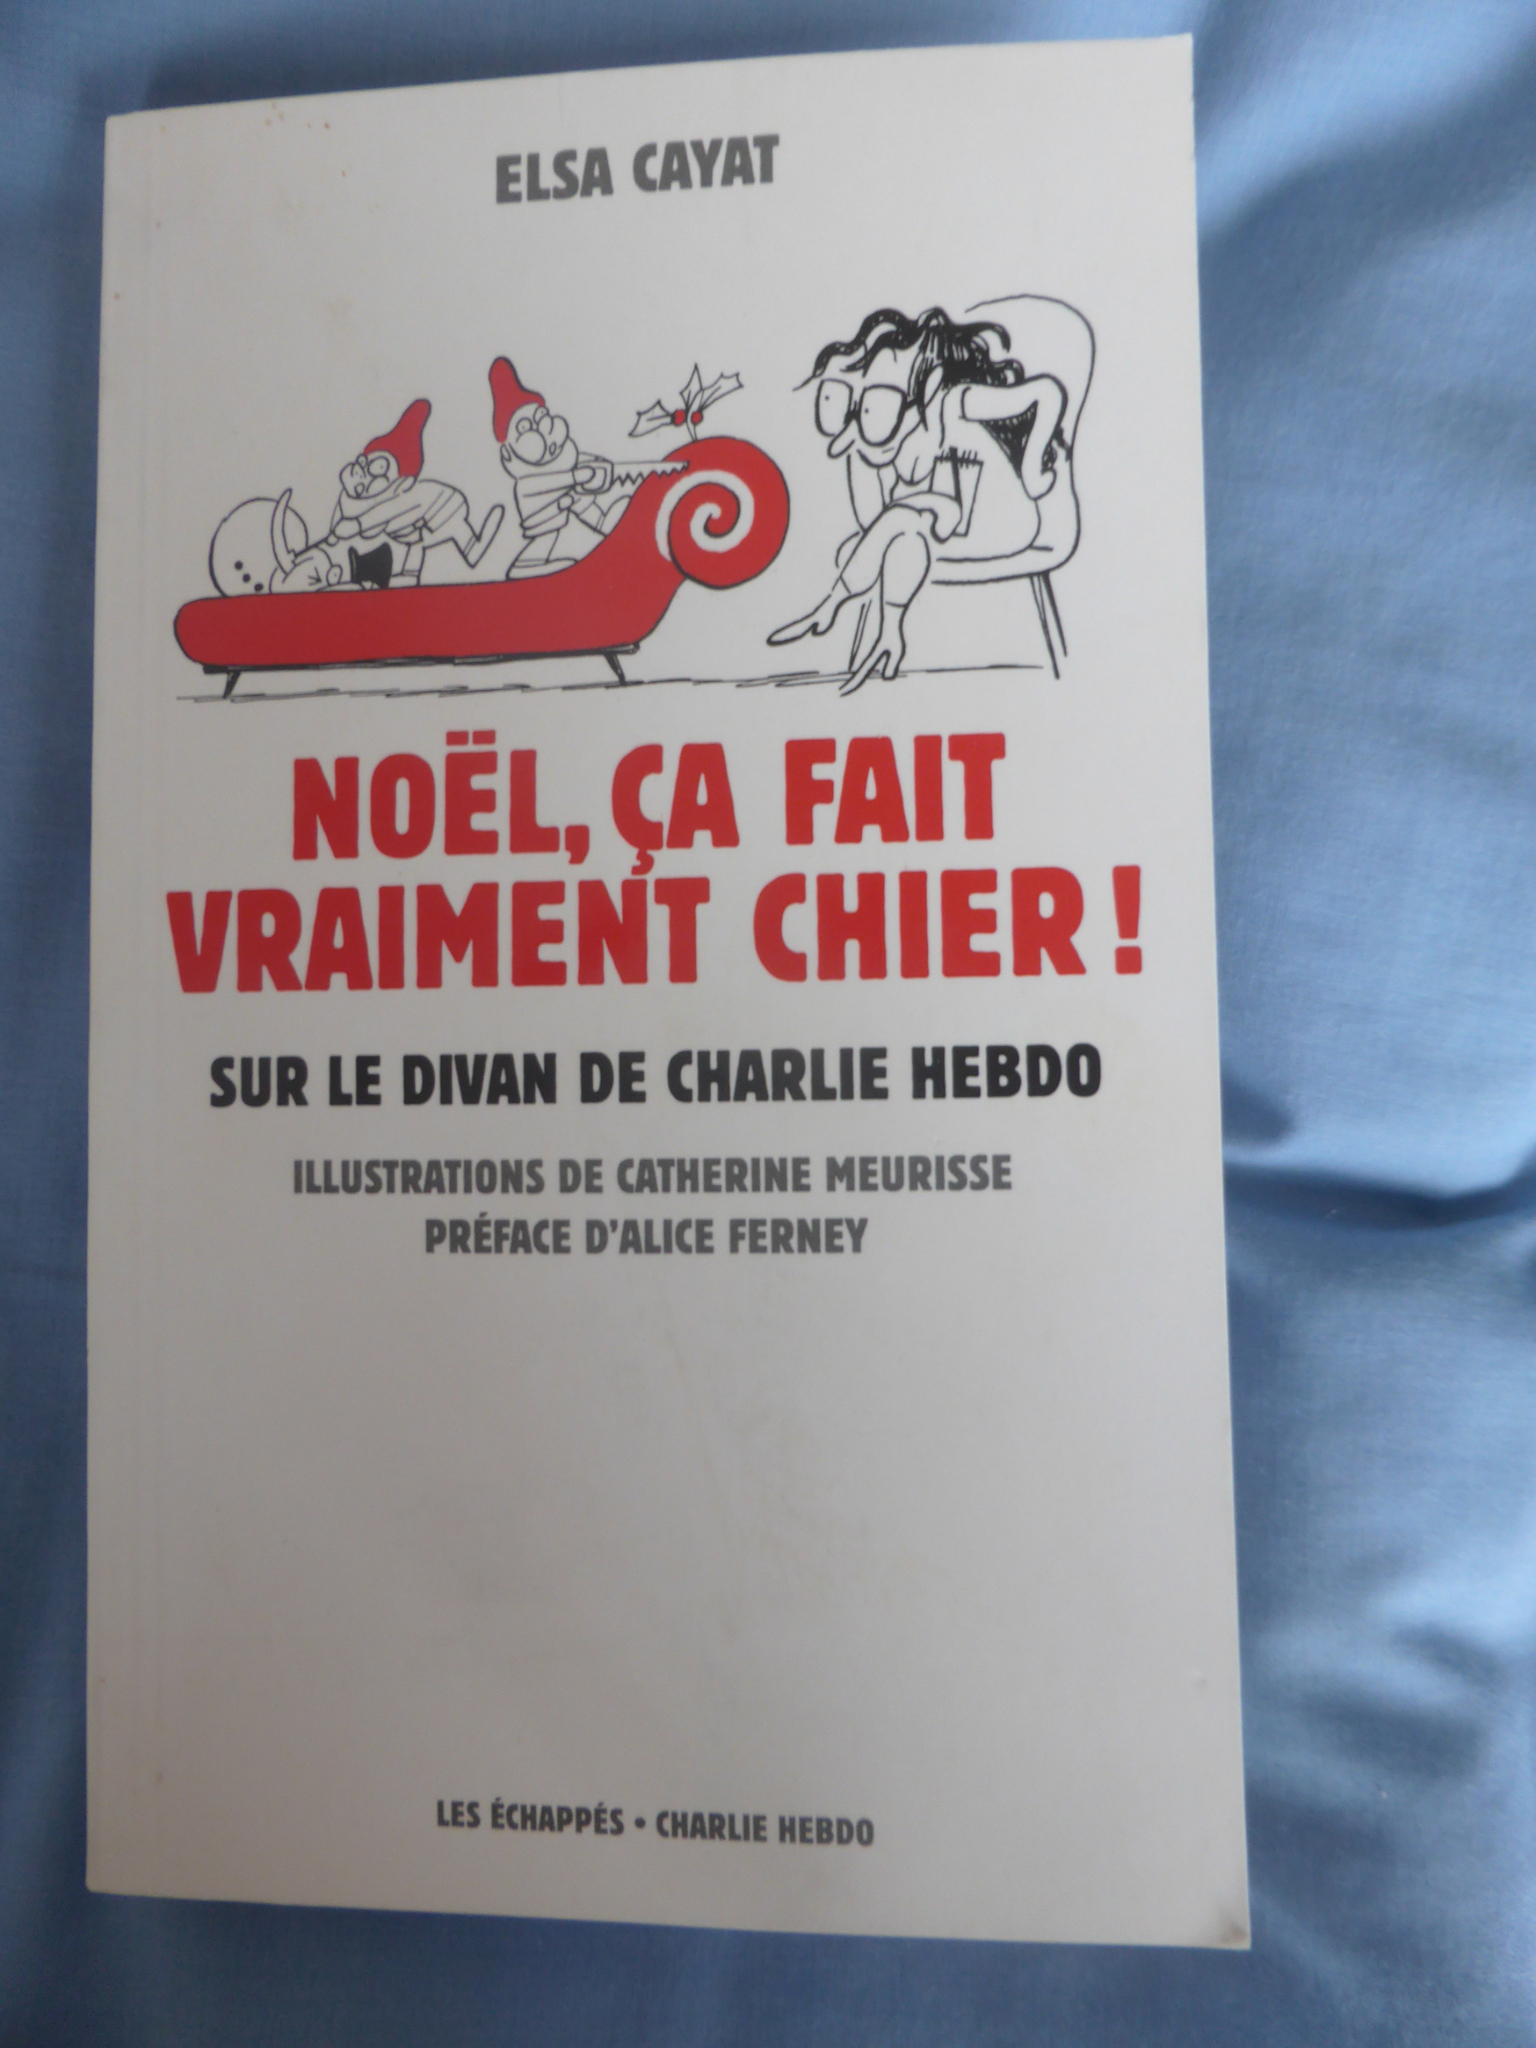 ELSA CAYAT
NOËL, ÇA FAIT
VRAIMENT CHIER !
SUR LE DIVAN DE CHARLIE HEBDO
ILLUSTRATIONS DE CATHERINE MEURISSE
PRÉFACE D'ALICE FERNEY
LES ÉCHAPPÉS • CHARLIE HEBDO